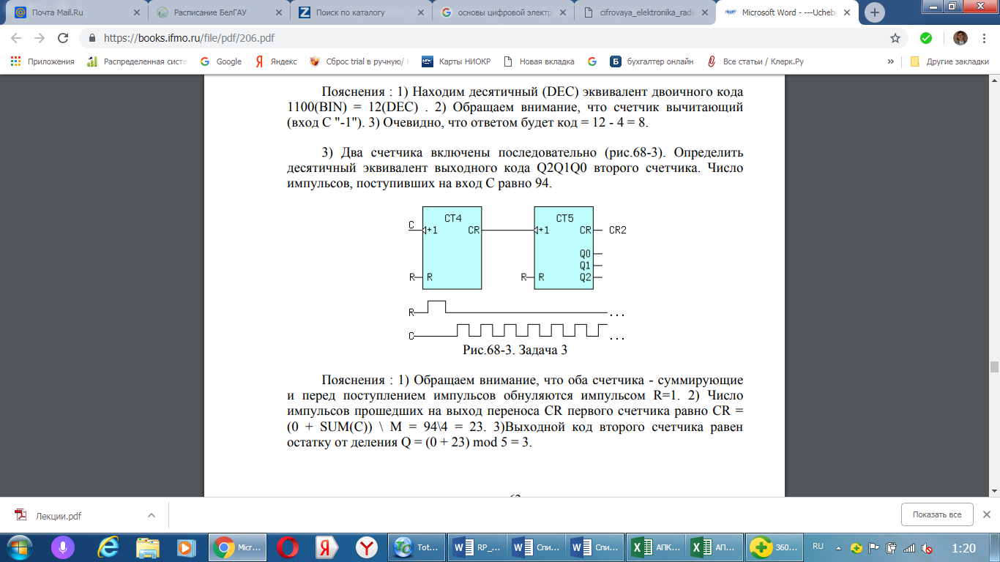 Почта Mail.Ru
Расписание БелГАУ
Поиск по каталогу
основы цифровой электр
cifrovaya_elektronika_radi
Microsoft Word - ---Uchebn
https://books.ifmo.ru/file/pdf/206.pdf
Приложения
Распределенная систе
Google
Яндекс
Сброс trial в ручную/
Карты НИОКР
Новая вкладка
бухгалтер онлайн
Все статьи / Клерк.Ру
»
Другие закладки
Пояснения : 1) Находим десятичный (DEC) эквивалент двоичного кода
1100(BIN) = 12(DEC) . 2) Обращаем внимание, что счетчик вычитающий
(вход C "-1"). 3) Очевидно, что ответом будет код = 12 - 4 = 8.
3) Два счетчика включены последовательно (рис.68-3). Определить
десятичный эквивалент выходного кода Q2Q1Q0 второго счетчика. Число
импульсов, поступивших на вход C равно 94.
CT4 CT5
C +1 CR +1 CR CR2
Q0
Q1
R R R R Q2
R ...
C ...
Рис.68-3. Задача 3
Пояснения : 1) Обращаем внимание, что оба счетчика - суммирующие
и перед поступлением импульсов обнуляются импульсом R=1. 2) Число
импульсов прошедших на выход переноса CR первого счетчика равно CR =
(0 + SUM(C)) \ M = 94\4 = 23. 3)Выходной код второго счетчика равен
остатку от деления Q = (0 + 23) mod 5 = 3.
Лекции.pdf
Показать все
Micr...
Tot...
RP_...
Спи...
Спи...
АПК...
АП...
360...
RU
1:20